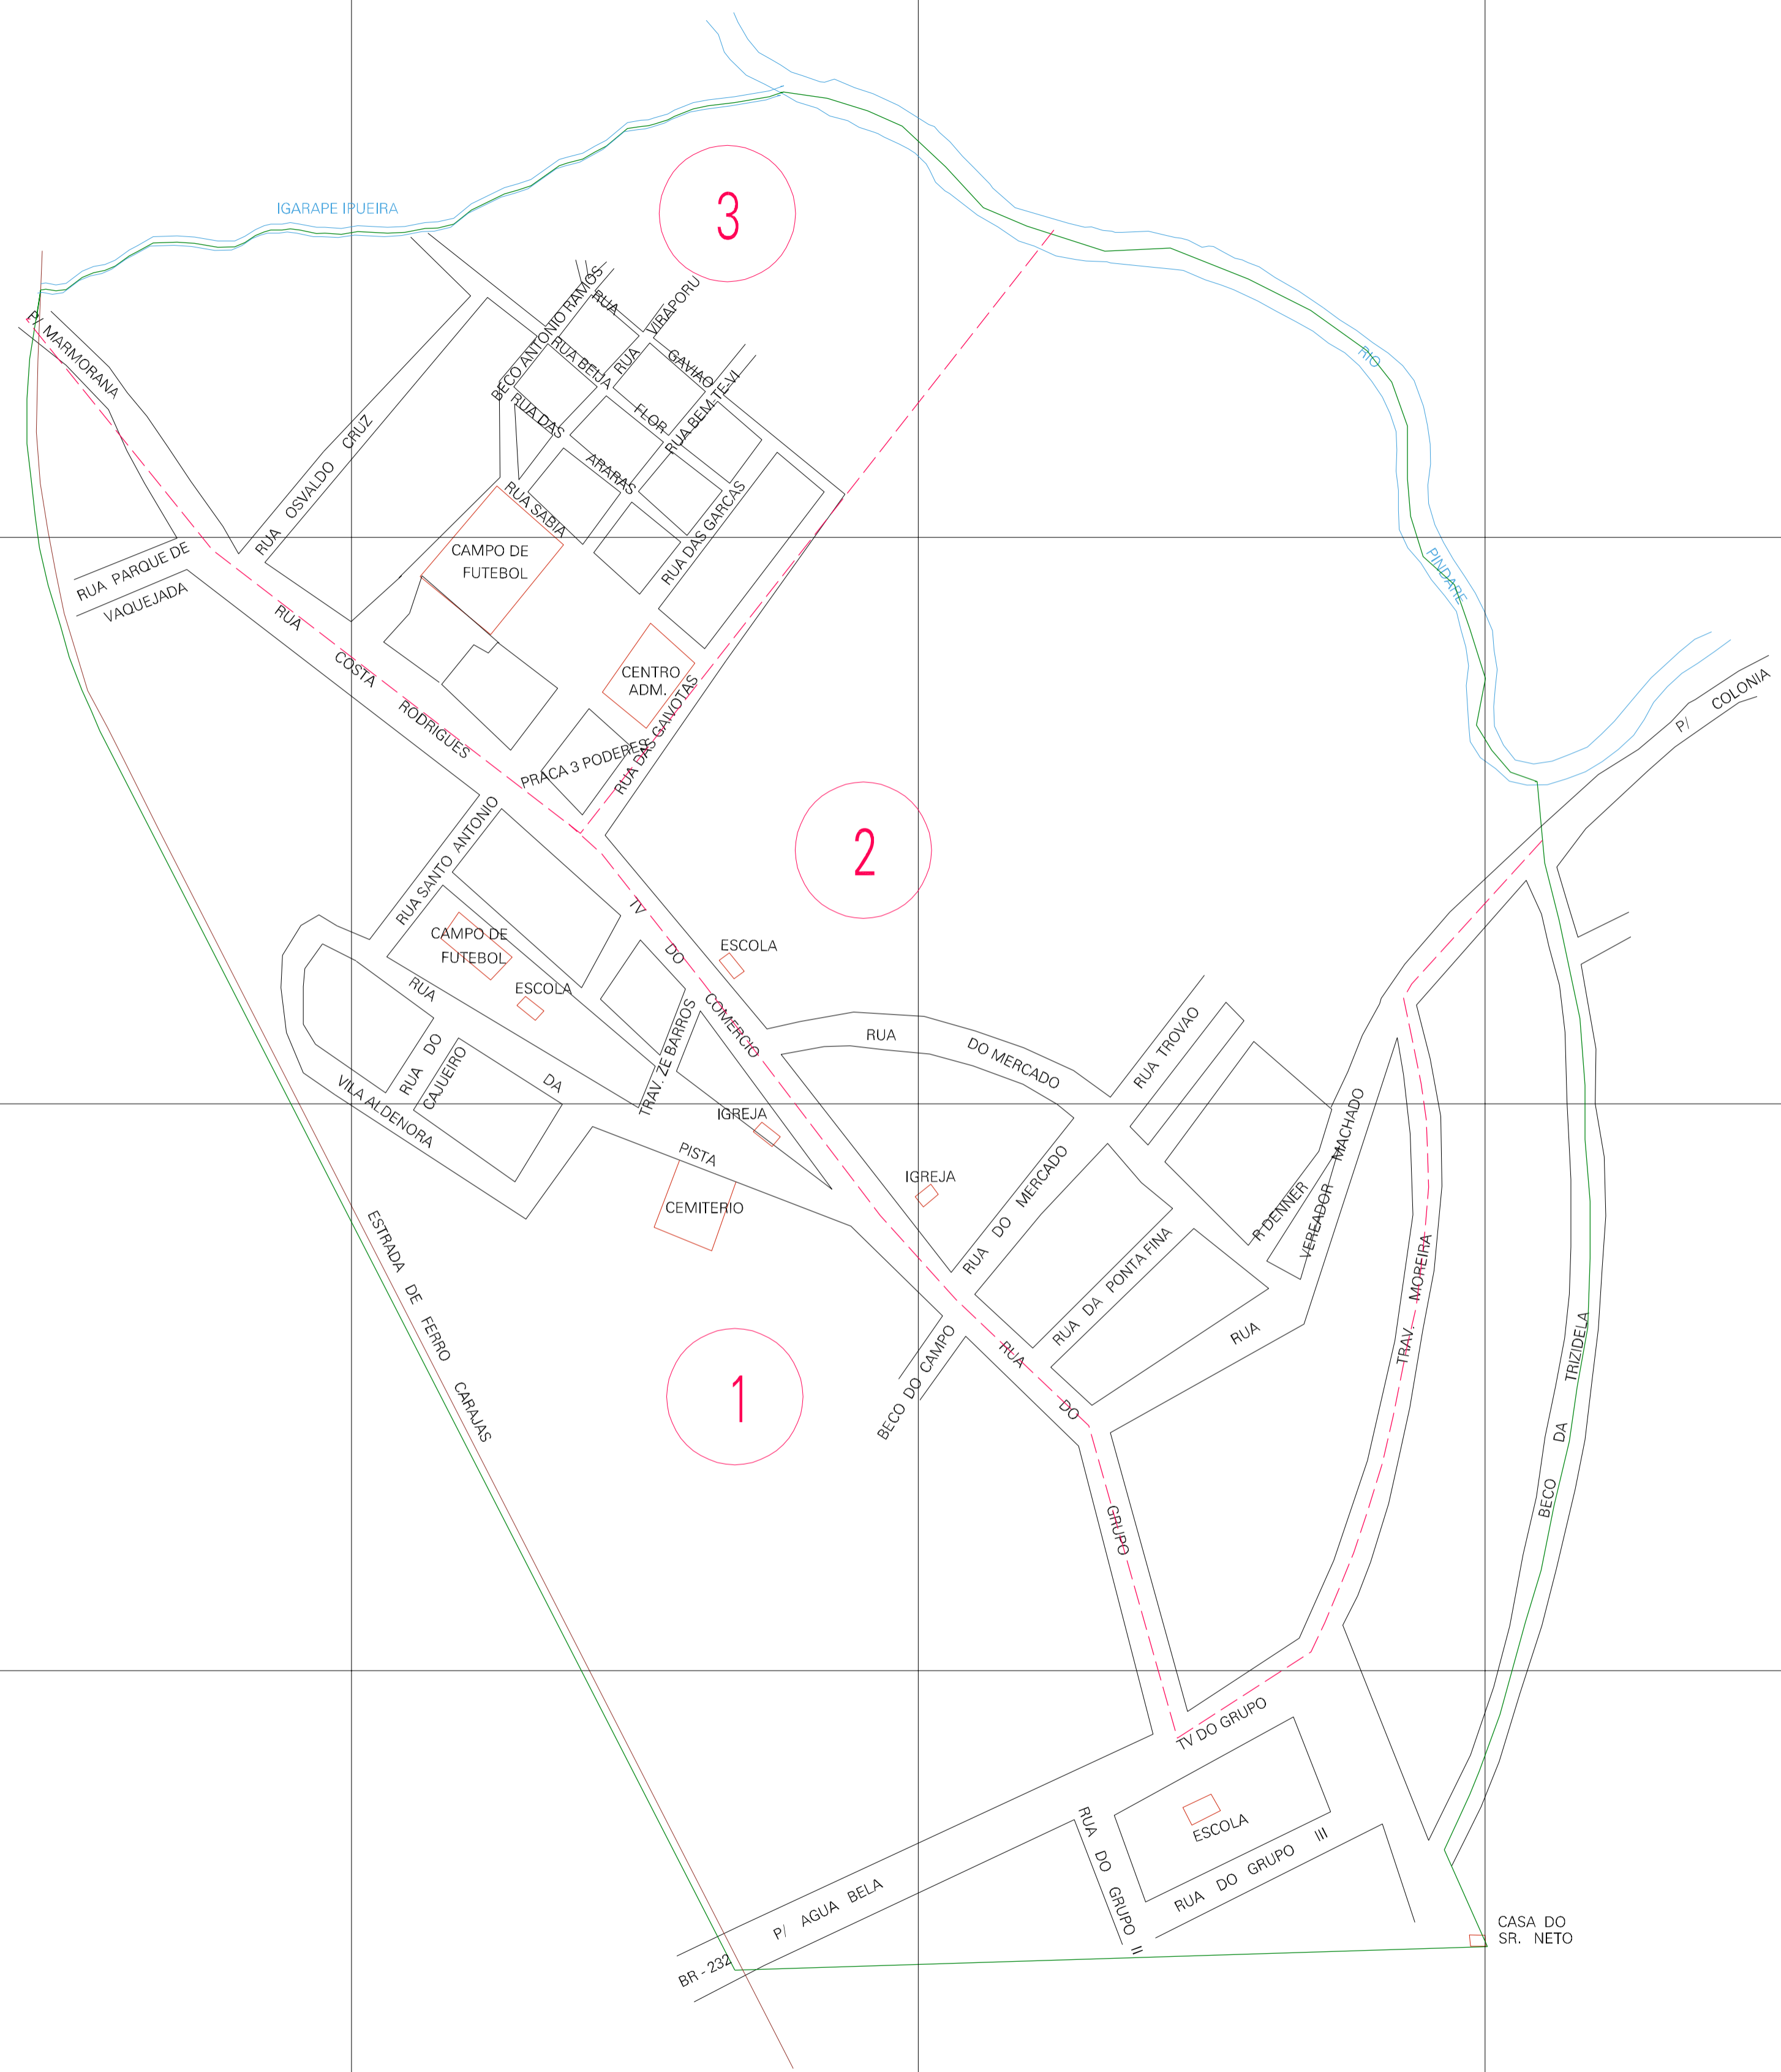 IGARAPE IPUEIRA
3
P/ MARMORANA
BECO ANTONIO RAMOS
RUA GAVIAO
RUA VIRAPORU
RUA BEIJA FLOR
RUA BEM-TE-VI
RUA DAS ARARAS
RUA SABIA
RUA DAS GARCAS
RUA OSVALDO CRUZ
RIO PINDARE
RUA PARQUE DE
VAQUEJADA
CAMPO DE
FUTEBOL
CENTRO
ADM.
RUA COSTA RODRIGUES
PRACA 3 PODERES
RUA DAS GAIVOTAS
P/ COLONIA
2
RUA SANTO ANTONIO
CAMPO DE
FUTEBOL
ESCOLA
ESCOLA
TV DO COMERCIO
RUA DA PISTA
RUA DO
CAJUEIRO
VILA ALDENORA
TRAV. ZE BARROS
IGREJA
CEMITERIO
RUA DO MERCADO
RUA TROVAO
IGREJA
RUA DO MERCADO
RUA DA PONTA FINA
R DENNER
RUA VEREADOR MACHADO
TRAV. MOREIRA
BECO DA TRIZIDELA
ESTRADA DE FERRO CARAJAS
1
BECO DO CAMPO
RUA DO GRUPO
TV DO GRUPO
ESCOLA
RUA DO GRUPO II
RUA DO GRUPO III
P/ AGUA BELA
BR - 232
CASA DO
SR. NETO